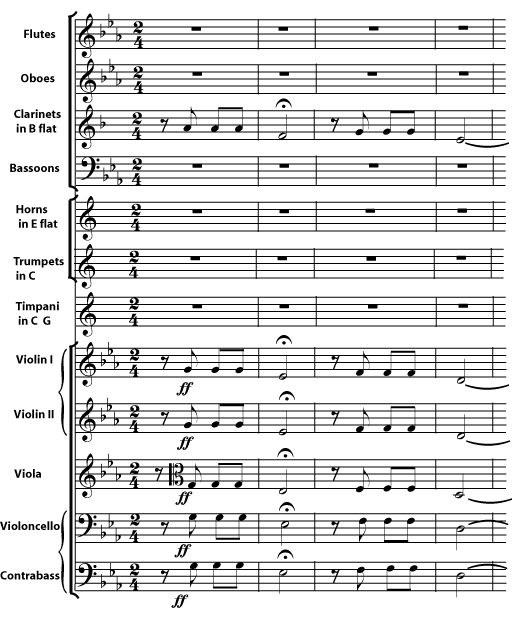 Flutes
Oboes
Clarinets
in B flat
Bassoons
Horns
in E flat
Trumpets
in C
Timpani
in C G
Violin I
ff
Violin II
ff
Viola
ff
Violoncello
ff
Contrabass
ff